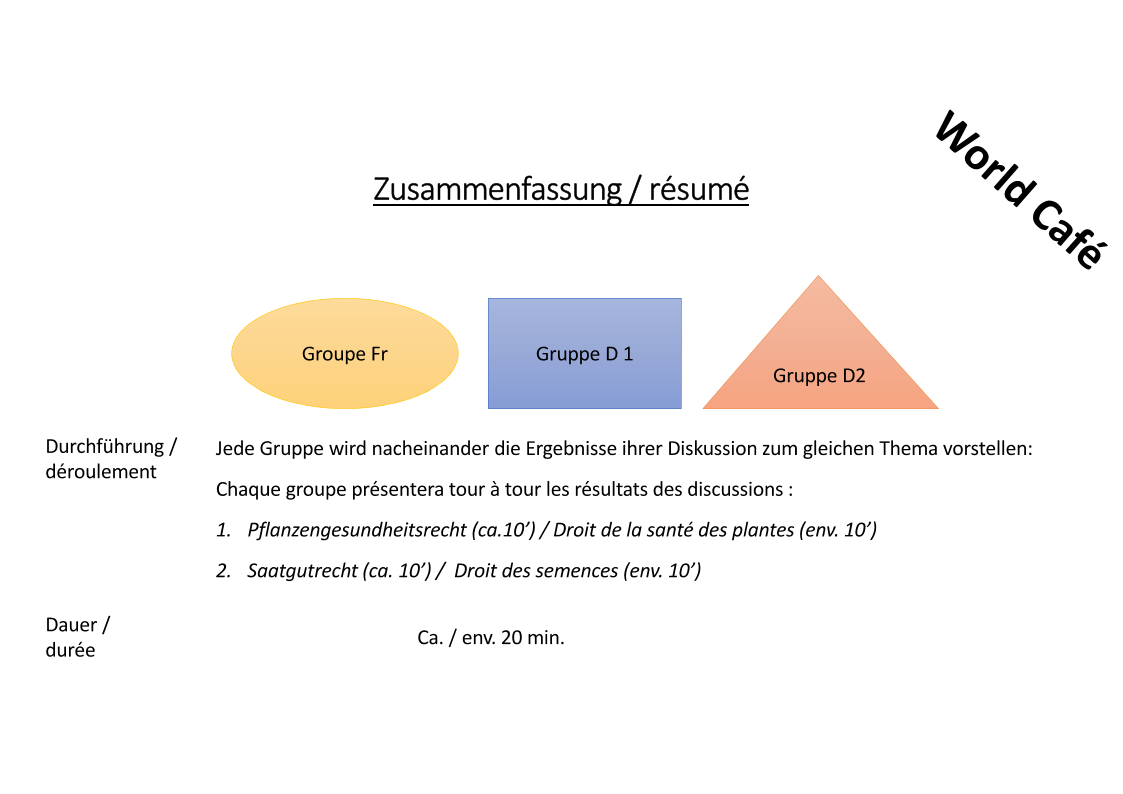 World Café
Zusammenfassung / résumé
Groupe Fr
Gruppe D 1
Gruppe D2
Durchführung /
déroulement
Jede Gruppe wird nacheinander die Ergebnisse ihrer Diskussion zum gleichen Thema vorstellen:
Chaque groupe présentera tour à tour les résultats des discussions :
1. Pflanzengesundheitsrecht (ca.10’) / Droit de la santé des plantes (env. 10’)
2. Saatgutrecht (ca. 10’) / Droit des semences (env. 10’)
Dauer /
durée
Ca. / env. 20 min.